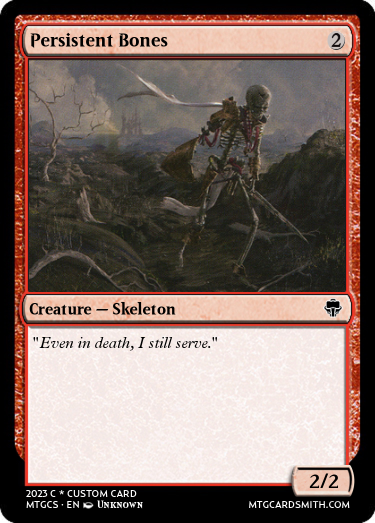 Persistent Bones 2
Creature — Skeleton
"Even in death, I still serve."
2/2
2023 C * CUSTOM CARD
MTGCS · EN Unknown MTGCARDSMITH.COM